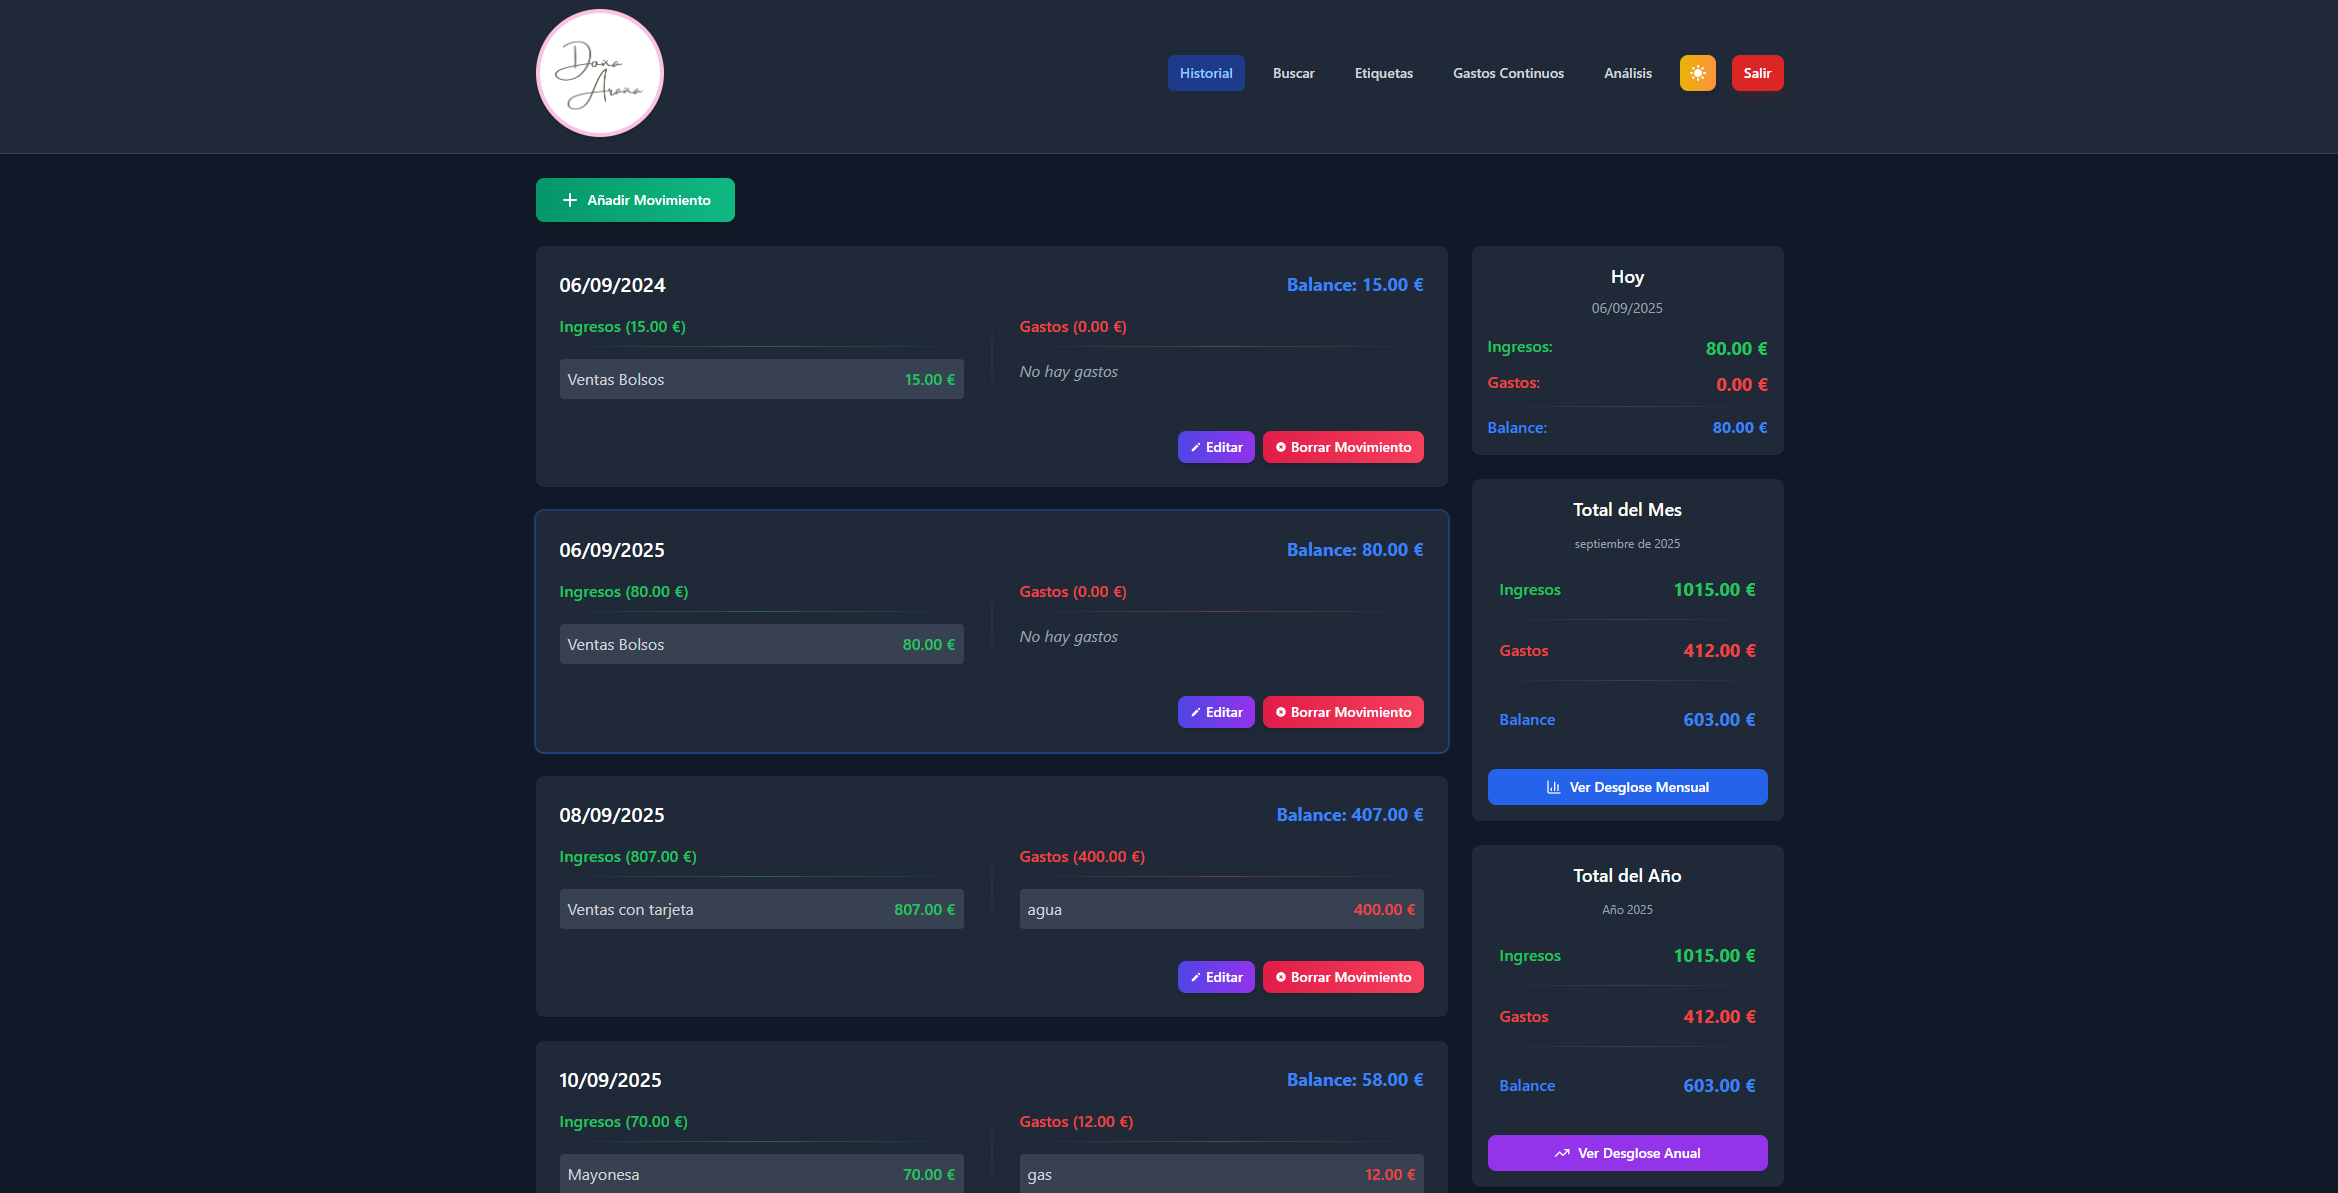 Doña
Araña
Historial
Buscar
Etiquetas
Gastos Continuos
Análisis
Salir
Añadir Movimiento
06/09/2024
Balance: 15.00 €
Ingresos (15.00 €)
Gastos (0.00 €)
Ventas Bolsos
15.00 €
No hay gastos
Editar
Borrar Movimiento
06/09/2025
Balance: 80.00 €
Ingresos (80.00 €)
Gastos (0.00 €)
Ventas Bolsos
80.00 €
No hay gastos
Editar
Borrar Movimiento
08/09/2025
Balance: 407.00 €
Ingresos (807.00 €)
Gastos (400.00 €)
Ventas con tarjeta
807.00 €
agua
400.00 €
Editar
Borrar Movimiento
10/09/2025
Balance: 58.00 €
Ingresos (70.00 €)
Gastos (12.00 €)
Mayonesa
70.00 €
gas
12.00 €
Hoy
06/09/2025
Ingresos:
80.00 €
Gastos:
0.00 €
Balance:
80.00 €
Total del Mes
septiembre de 2025
Ingresos
1015.00 €
Gastos
412.00 €
Balance
603.00 €
Ver Desglose Mensual
Total del Año
Año 2025
Ingresos
1015.00 €
Gastos
412.00 €
Balance
603.00 €
Ver Desglose Anual